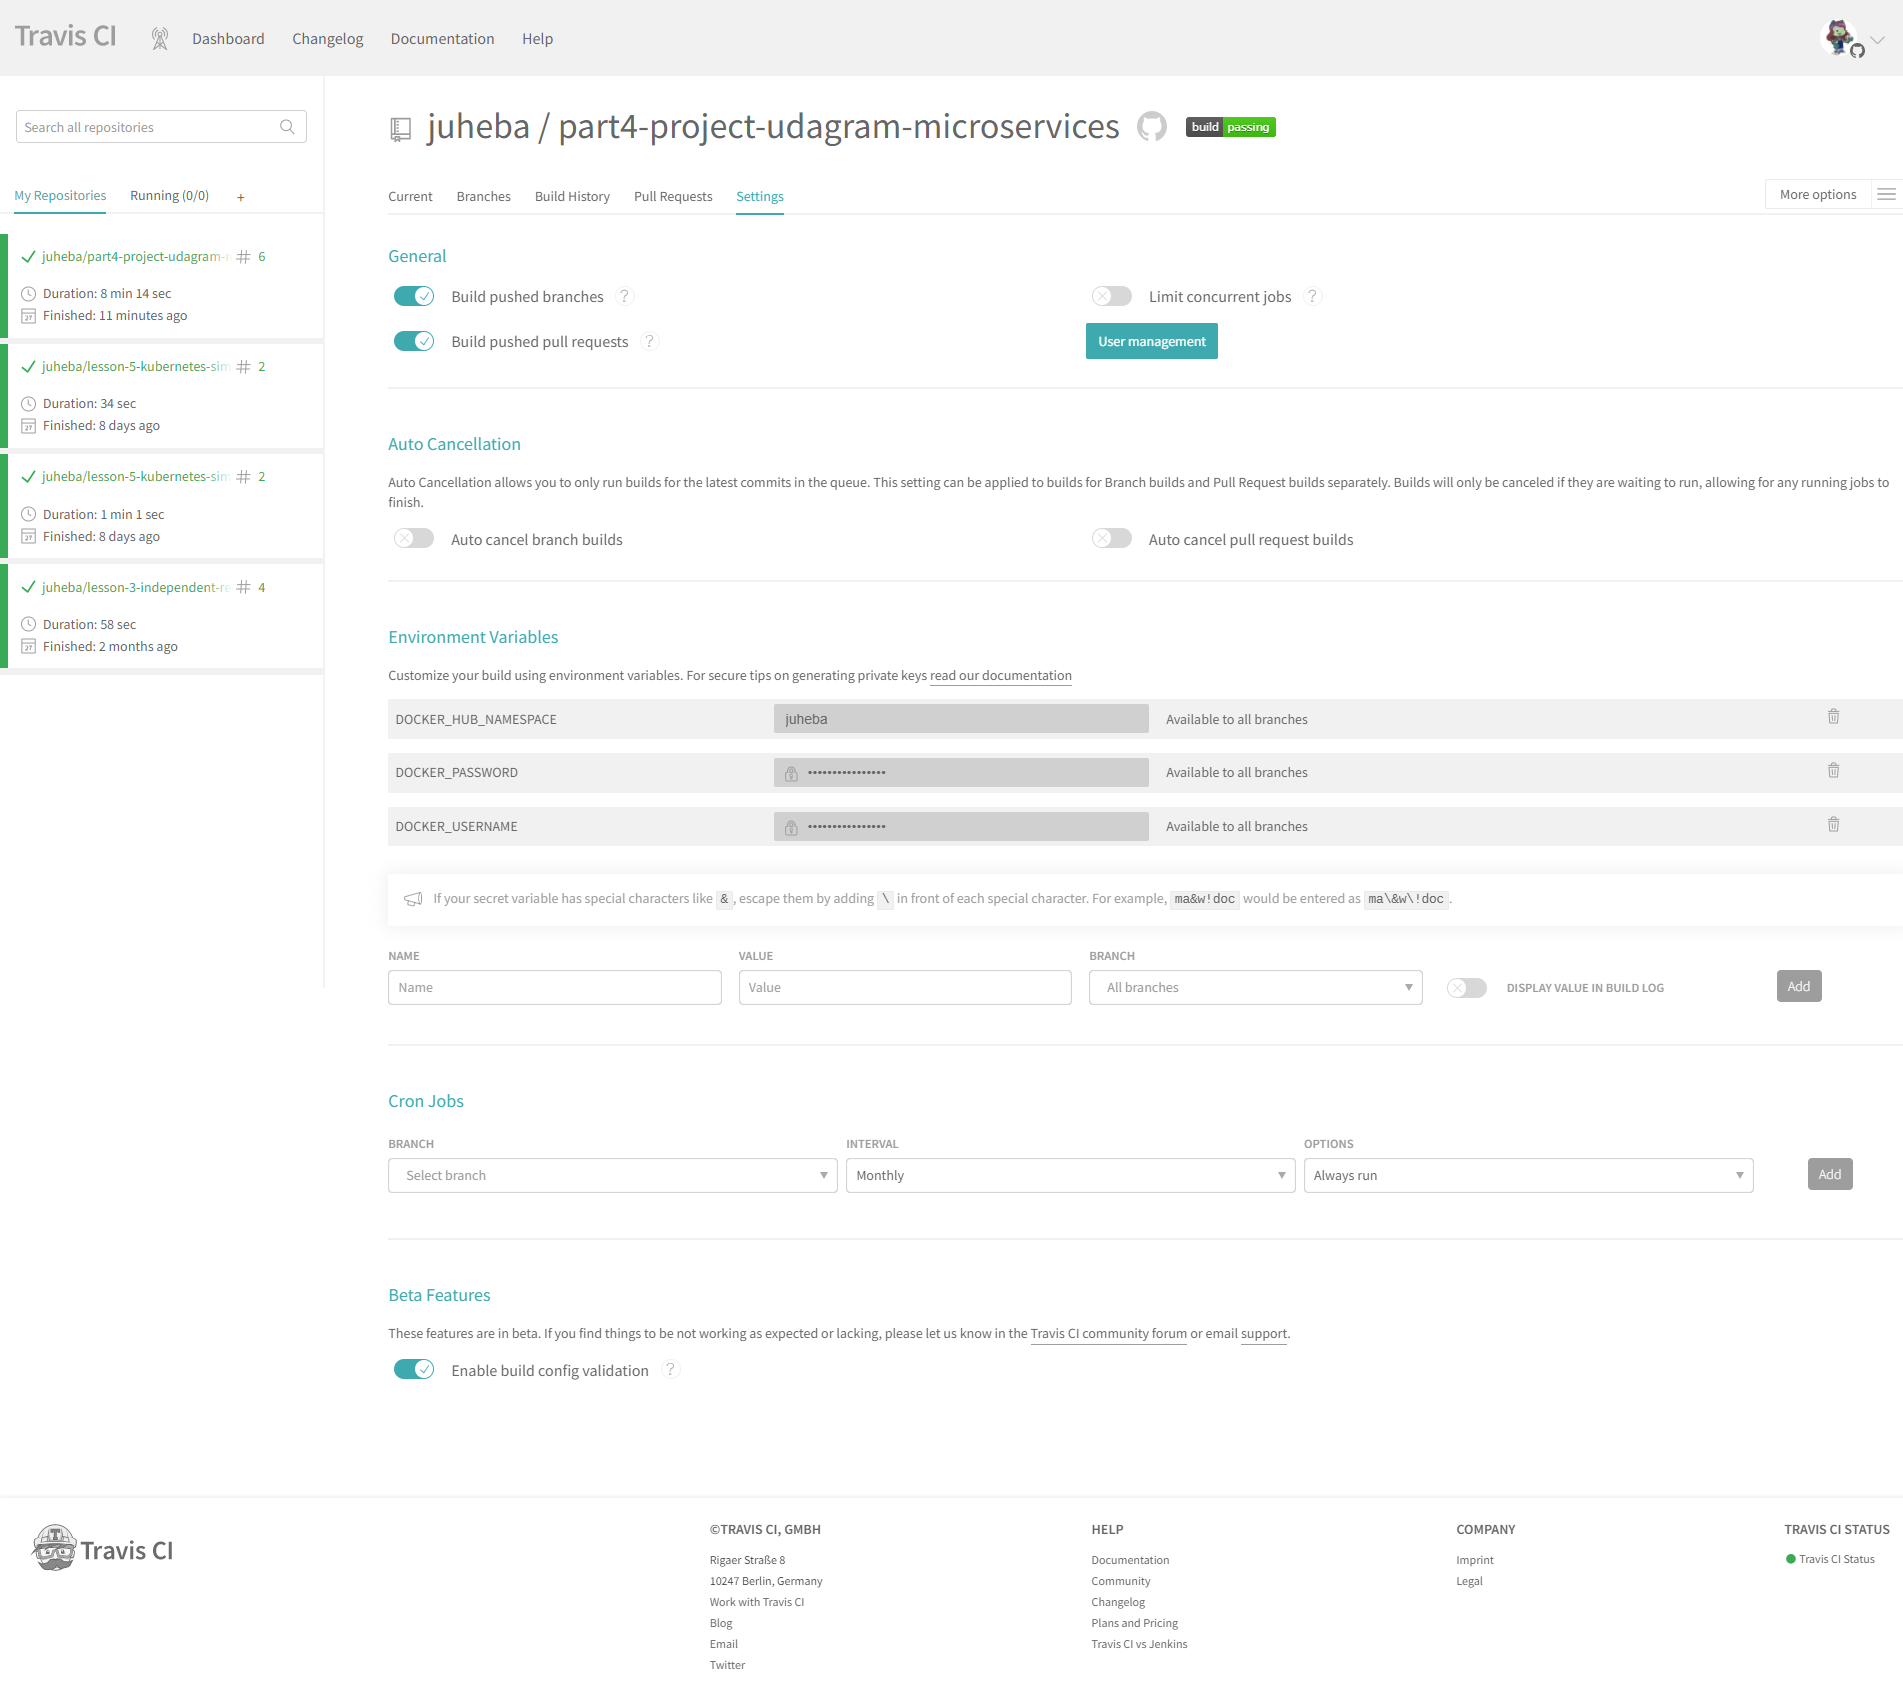 Travis CI
Dashboard
Changelog
Documentation
Help
Search all repositories
My Repositories
Running (0/0)
+
juheba/part4-project-udagram-
# 6
Duration: 8 min 14 sec
Finished: 11 minutes ago
juheba/lesson-5-kubernetes-sim
# 2
Duration: 34 sec
Finished: 8 days ago
juheba/lesson-5-kubernetes-sim
# 2
Duration: 1 min 1 sec
Finished: 8 days ago
juheba/lesson-3-independent-re
# 4
Duration: 58 sec
Finished: 2 months ago
juheba / part4-project-udagram-microservices
build passing
Current
Branches
Build History
Pull Requests
Settings
More options
General
Build pushed branches ?
Limit concurrent jobs ?
Build pushed pull requests ?
User management
Auto Cancellation
Auto Cancellation allows you to only run builds for the latest commits in the queue. This setting can be applied to builds for Branch builds and Pull Request builds separately. Builds will only be canceled if they are waiting to run, allowing for any running jobs to
finish.
Auto cancel branch builds
Auto cancel pull request builds
Environment Variables
Customize your build using environment variables. For secure tips on generating private keys read our documentation
DOCKER_HUB_NAMESPACE
juheba
Available to all branches
DOCKER_PASSWORD
••••••••••••••••
Available to all branches
DOCKER_USERNAME
••••••••••••••••
Available to all branches
If your secret variable has special characters like & , escape them by adding \ in front of each special character. For example, ma&w!doc would be entered as ma\&w\!doc .
NAME
VALUE
BRANCH
Name
Value
All branches
DISPLAY VALUE IN BUILD LOG
Add
Cron Jobs
BRANCH
INTERVAL
OPTIONS
Select branch
Monthly
Always run
Add
Beta Features
These features are in beta. If you find things to be not working as expected or lacking, please let us know in the Travis CI community forum or email support.
Enable build config validation ?
Travis CI
©TRAVIS CI, GMBH
Rigaer Straße 8
10247 Berlin, Germany
Work with Travis CI
Blog
Email
Twitter
HELP
Documentation
Community
Changelog
Plans and Pricing
Travis CI vs Jenkins
COMPANY
Imprint
Legal
TRAVIS CI STATUS
Travis CI Status